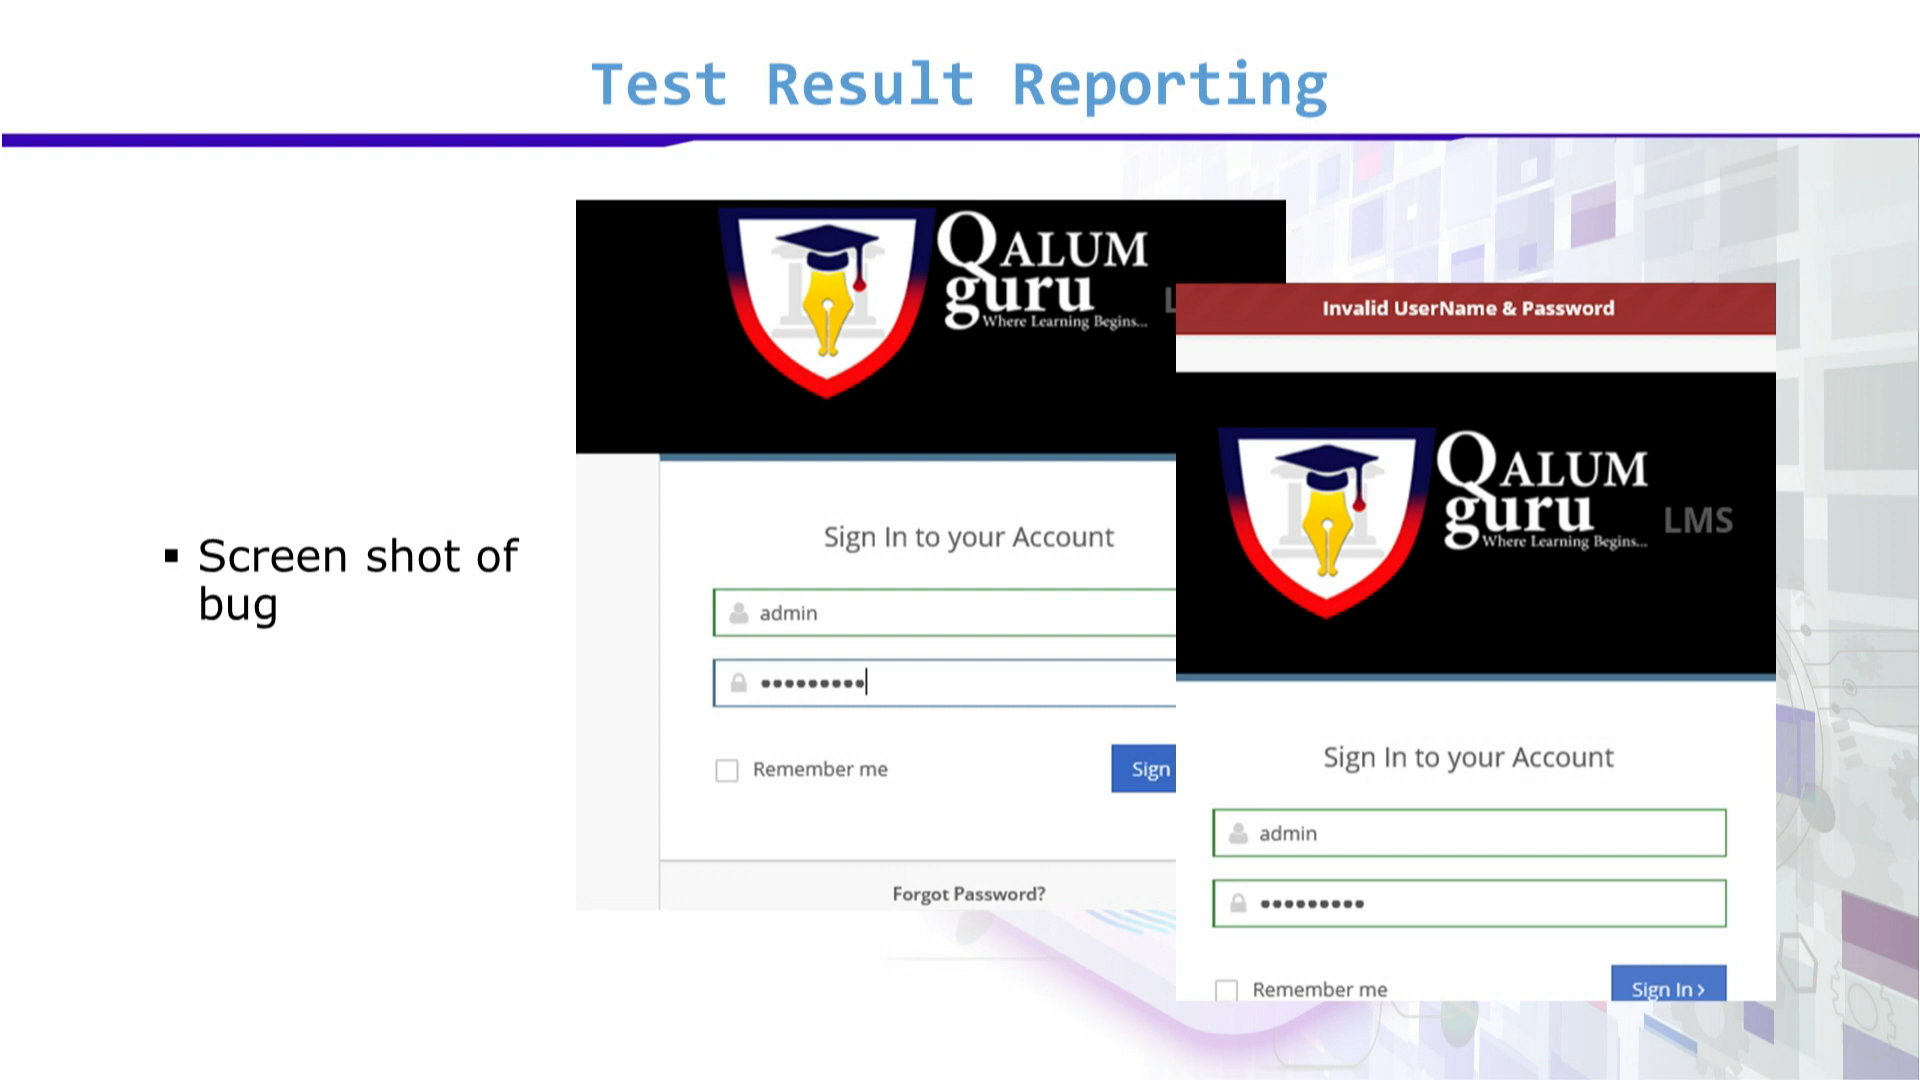 Test Result Reporting
▪ Screen shot of
bug
QALUM
guru
Where Learning Begins...
L
Sign In to your Account
admin
•••••••••
Remember me
Sign
Forgot Password?
Invalid UserName & Password
QALUM
guru
Where Learning Begins...
LMS
Sign In to your Account
admin
•••••••••
Remember me
Sign In >